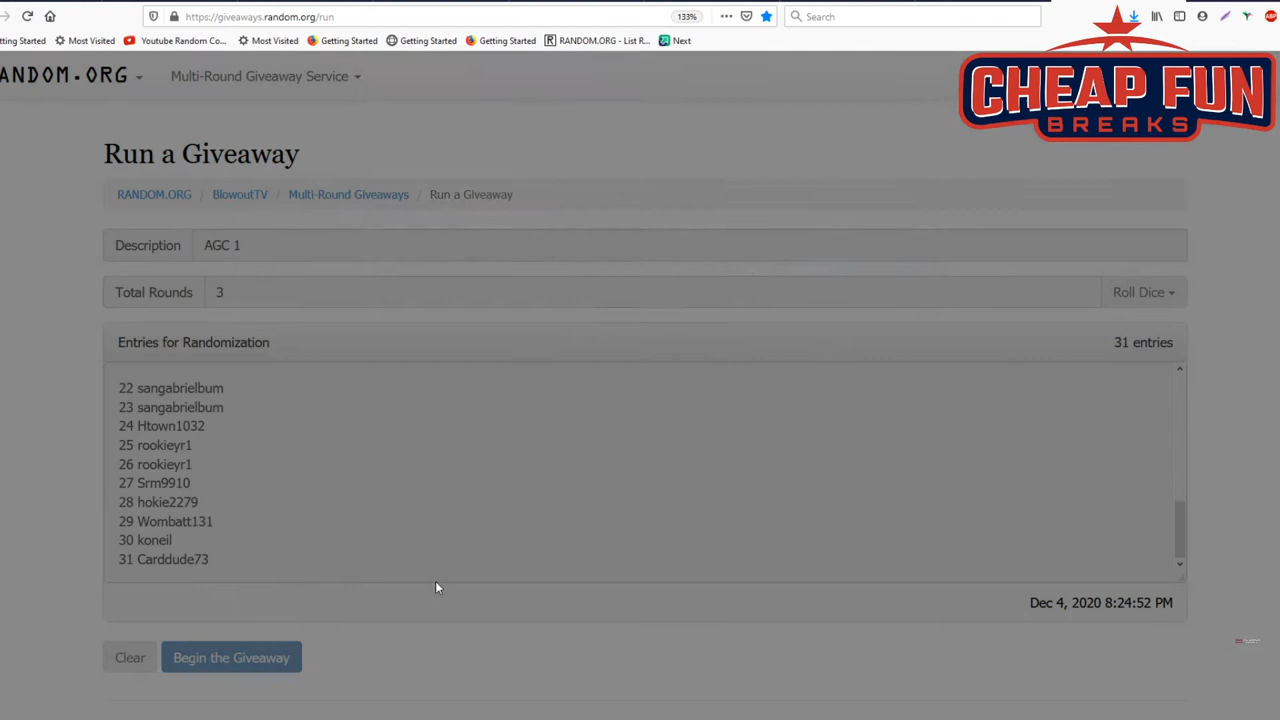 https://giveaways.random.org/run
133%
Search
tting Started
Most Visited
Youtube Random Co...
Most Visited
Getting Started
Getting Started
Getting Started
RANDOM.ORG - List R...
Next
ABP
CHEAP FUN
BREAKS
ANDOM.ORG
Multi-Round Giveaway Service
Run a Giveaway
RANDOM.ORG / BlowoutTV / Multi-Round Giveaways / Run a Giveaway
Description
AGC 1
Total Rounds
3
Roll Dice
Entries for Randomization
31 entries
22 sangabrielbum
23 sangabrielbum
24 Htown1032
25 rookieyr1
26 rookieyr1
27 Srm9910
28 hokie2279
29 Wombatt131
30 koneil
31 Carddude73
Dec 4, 2020 8:24:52 PM
Clear
Begin the Giveaway